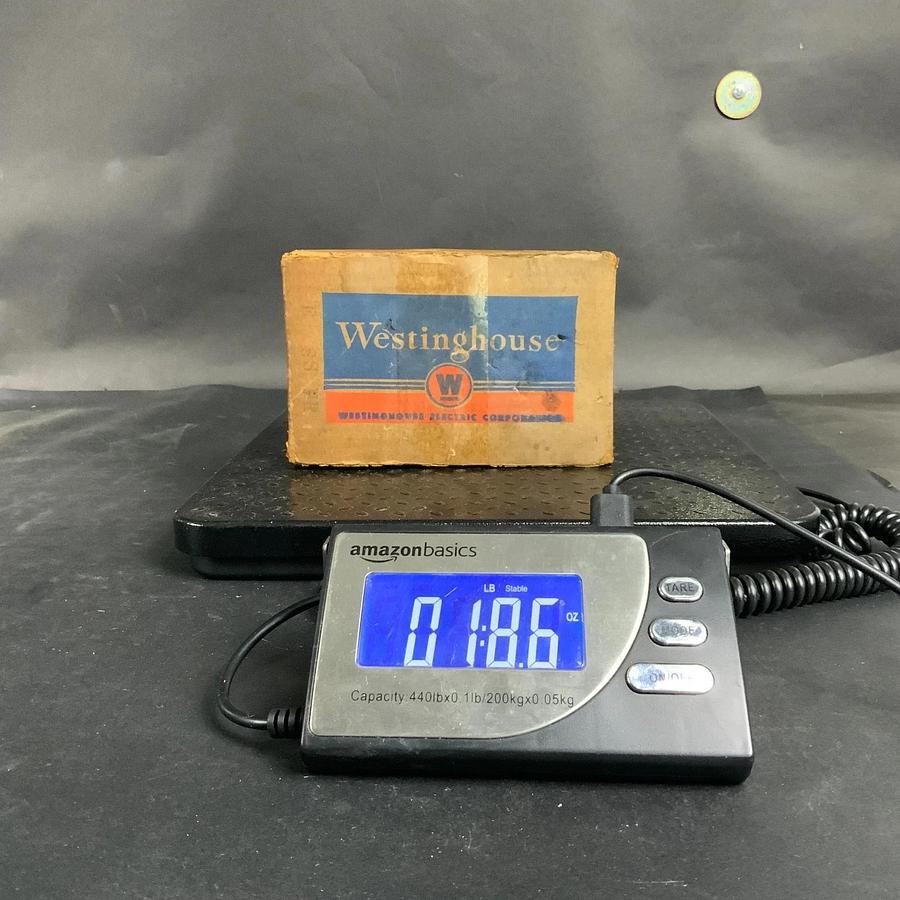 Westinghouse
W
WESTINGHOUSE ELECTRIC CORPORATION
amazonbasics
LB Stable
01:8.6 OZ
TARE
MODE
ON/OFF
Capacity:440lbx0.1lb/200kgx0.05kg